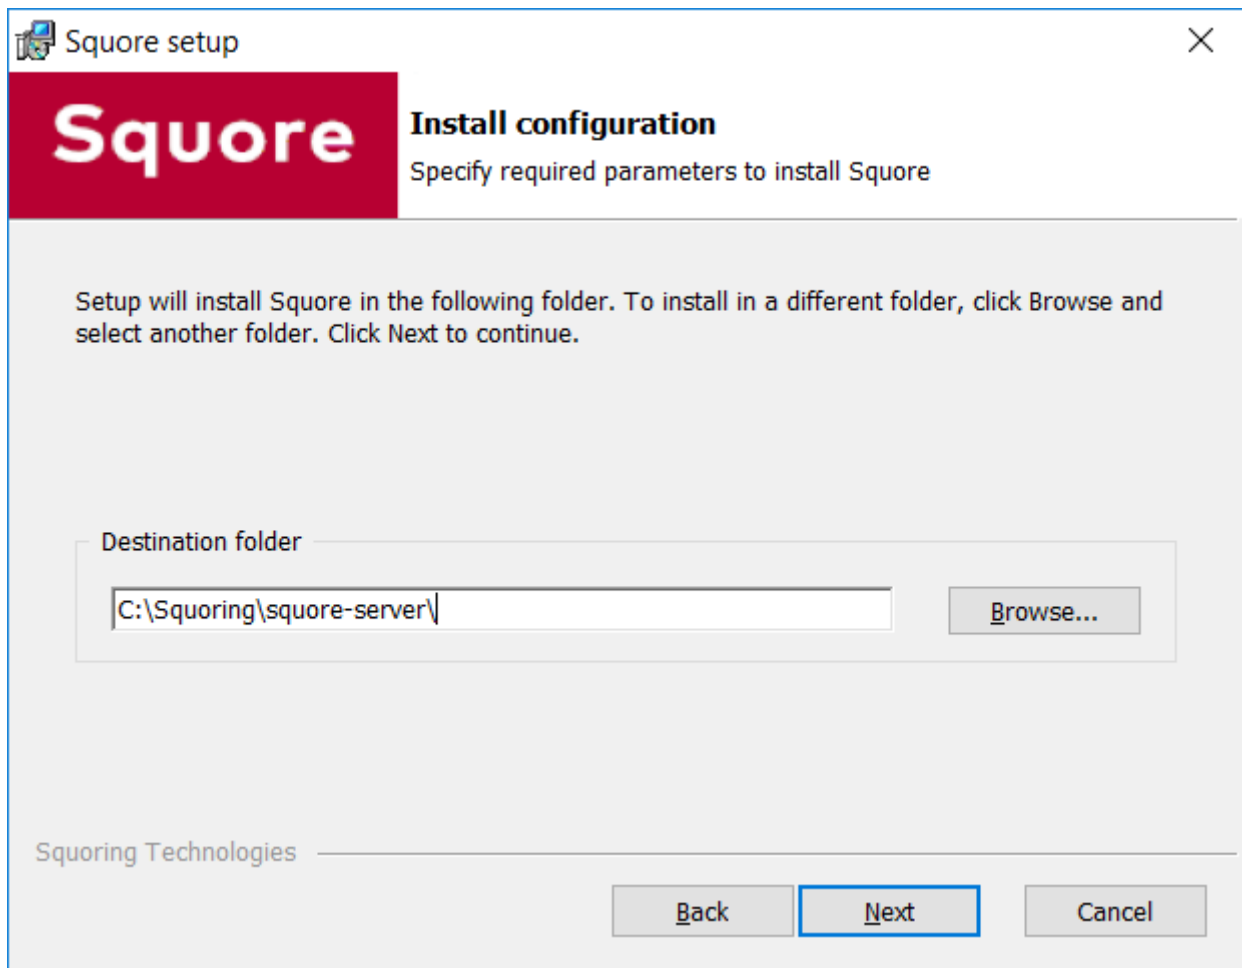 Squore setup
Squore
Install configuration
Specify required parameters to install Squore
Setup will install Squore in the following folder. To install in a different folder, click Browse and
select another folder. Click Next to continue.
Destination folder
C:\Squoring\squore-server\
Browse...
Squoring Technologies
Back
Next
Cancel